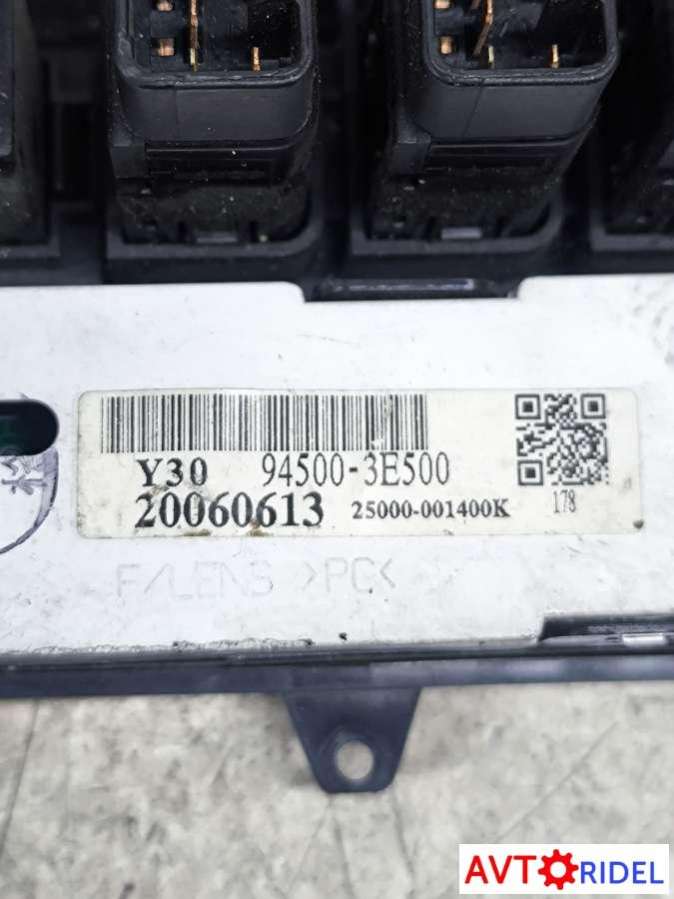 Y30 94500-3E500
20060613 25000-001400K 178
F/LENS >PC<
AVTORIDEL